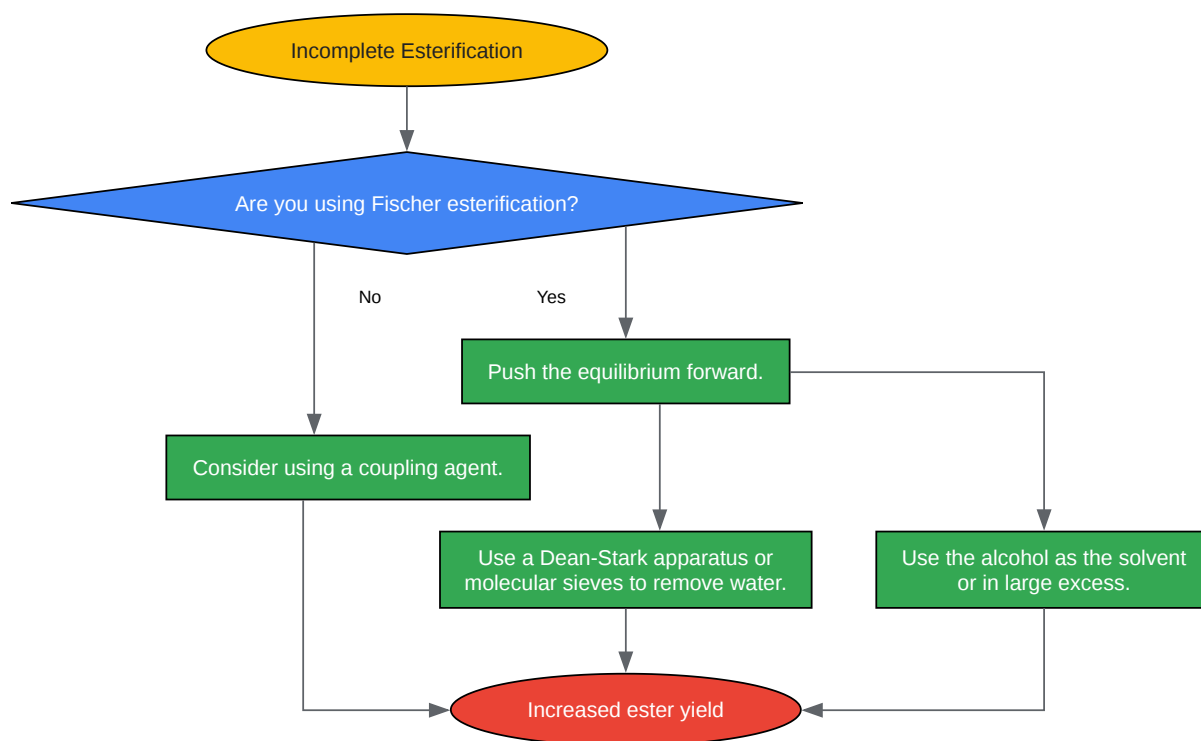 Incomplete Esterification
Are you using Fischer esterification?
No
Yes
Push the equilibrium forward.
Consider using a coupling agent.
Use a Dean-Stark apparatus or
molecular sieves to remove water.
Use the alcohol as the solvent
or in large excess.
Increased ester yield